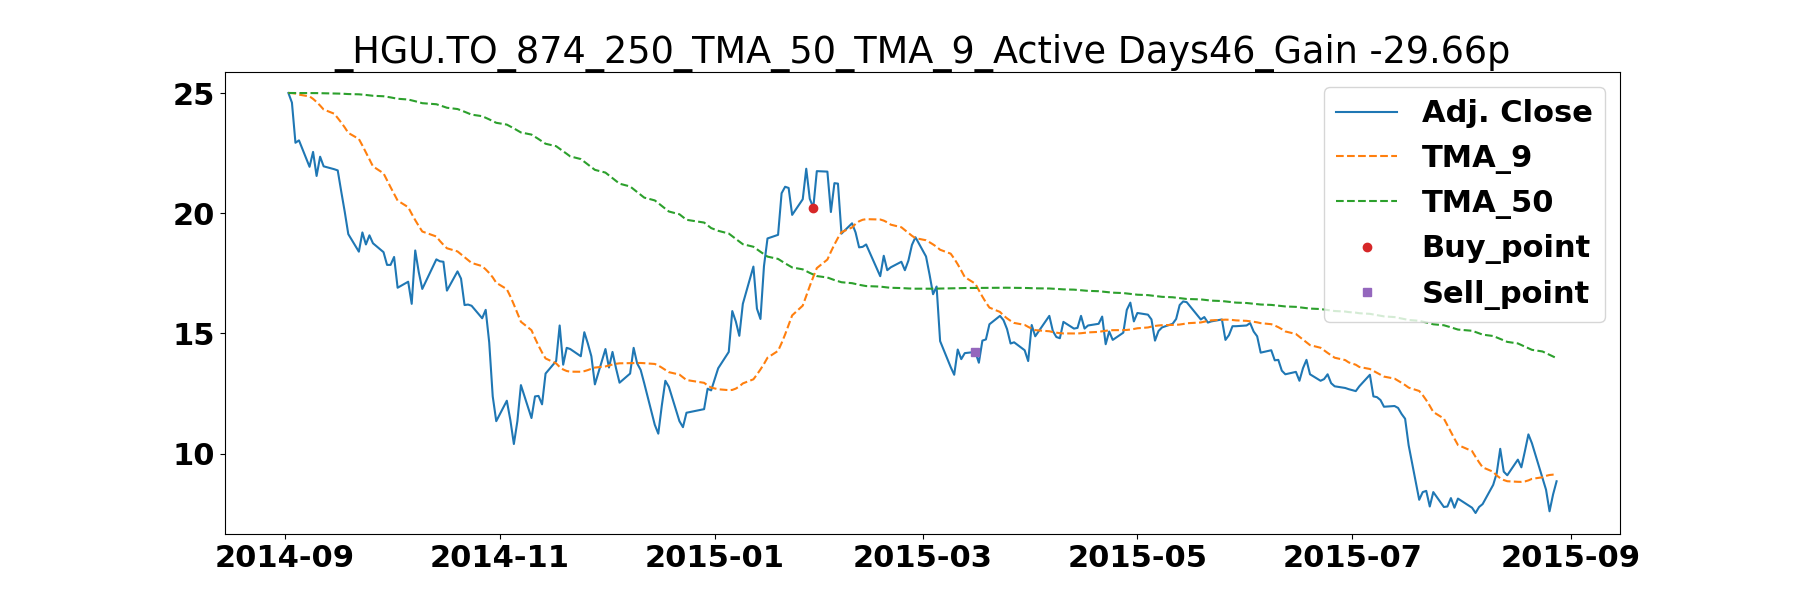 _HGU.TO_874_250_TMA_50_TMA_9_Active Days46_Gain -29.66p
25
20
15
10
Adj. Close
TMA_9
TMA_50
Buy_point
Sell_point
2014-09 2014-11 2015-01 2015-03 2015-05 2015-07 2015-09